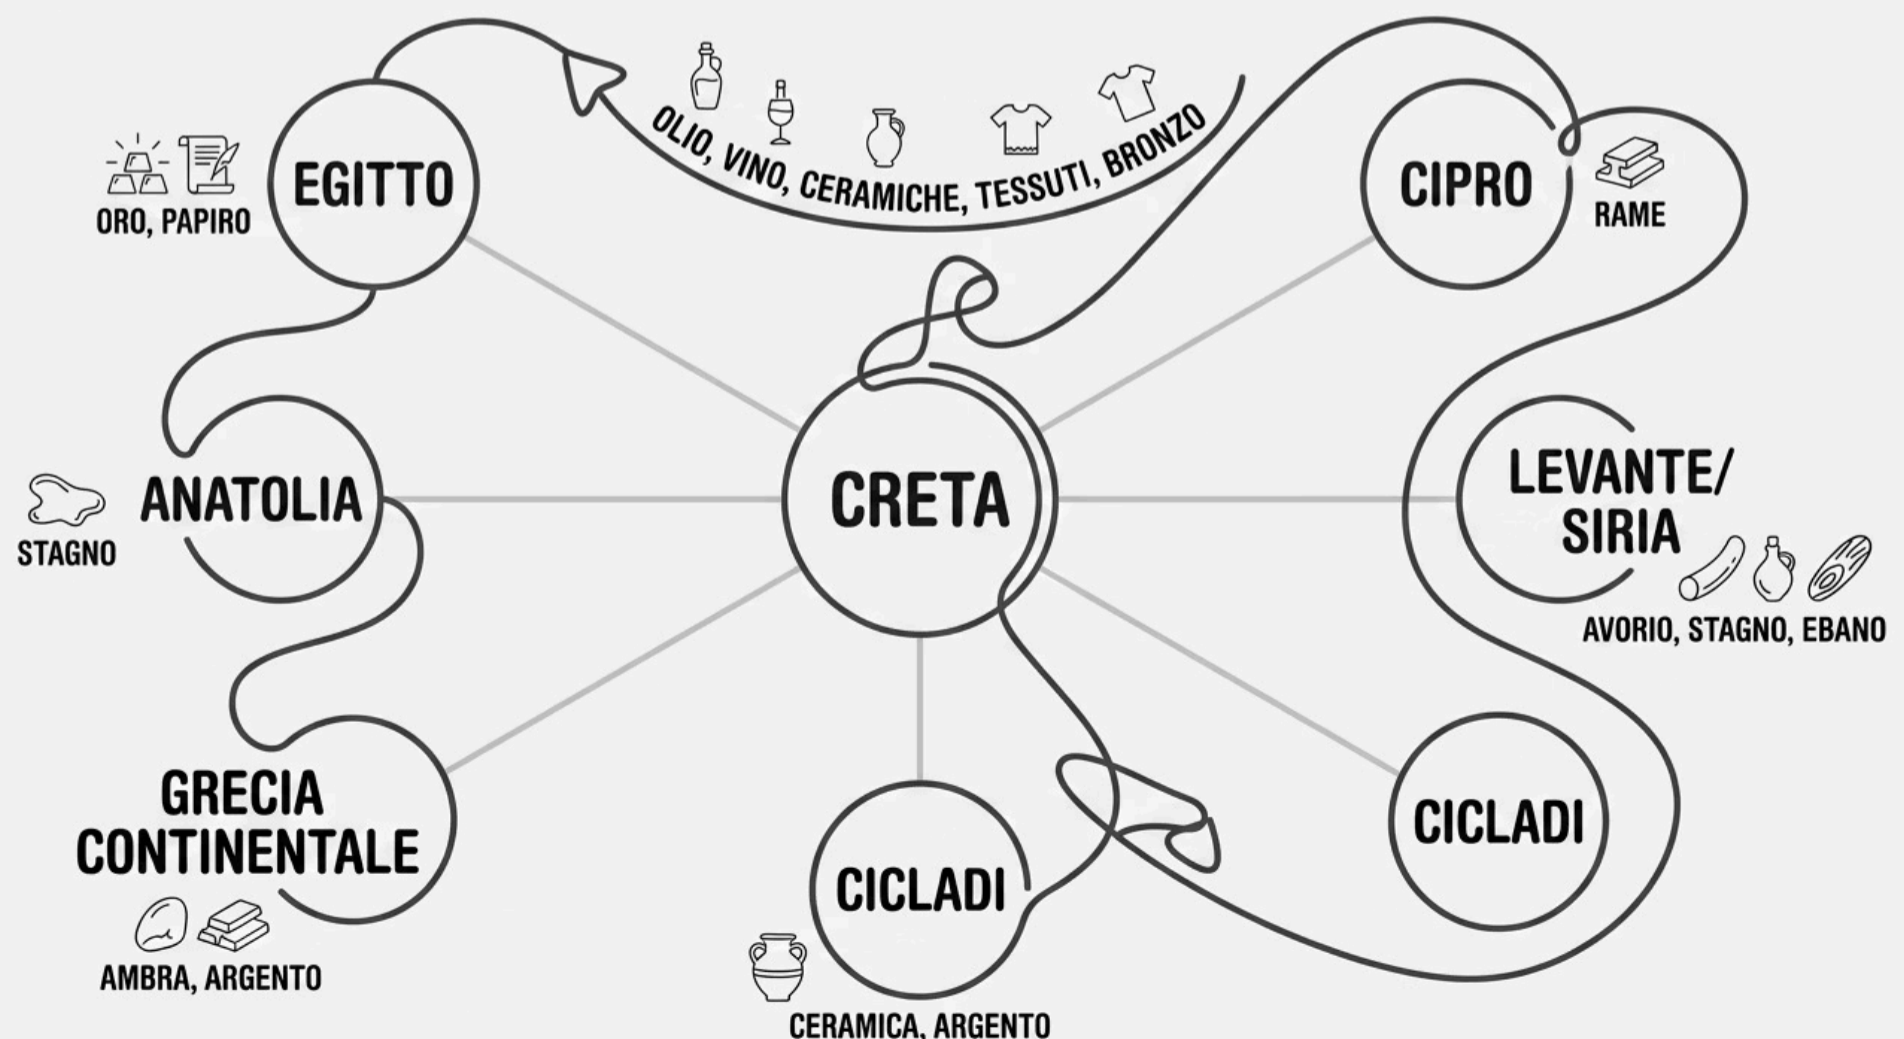 OLIO, VINO, CERAMICHE, TESSUTI, BRONZO
EGITTO
ORO, PAPIRO
CIPRO
RAME
ANATOLIA
STAGNO
CRETA
LEVANTE/
SIRIA
AVORIO, STAGNO, EBANO
GRECIA
CONTINENTALE
AMBRA, ARGENTO
CICLADI
CERAMICA, ARGENTO
CICLADI